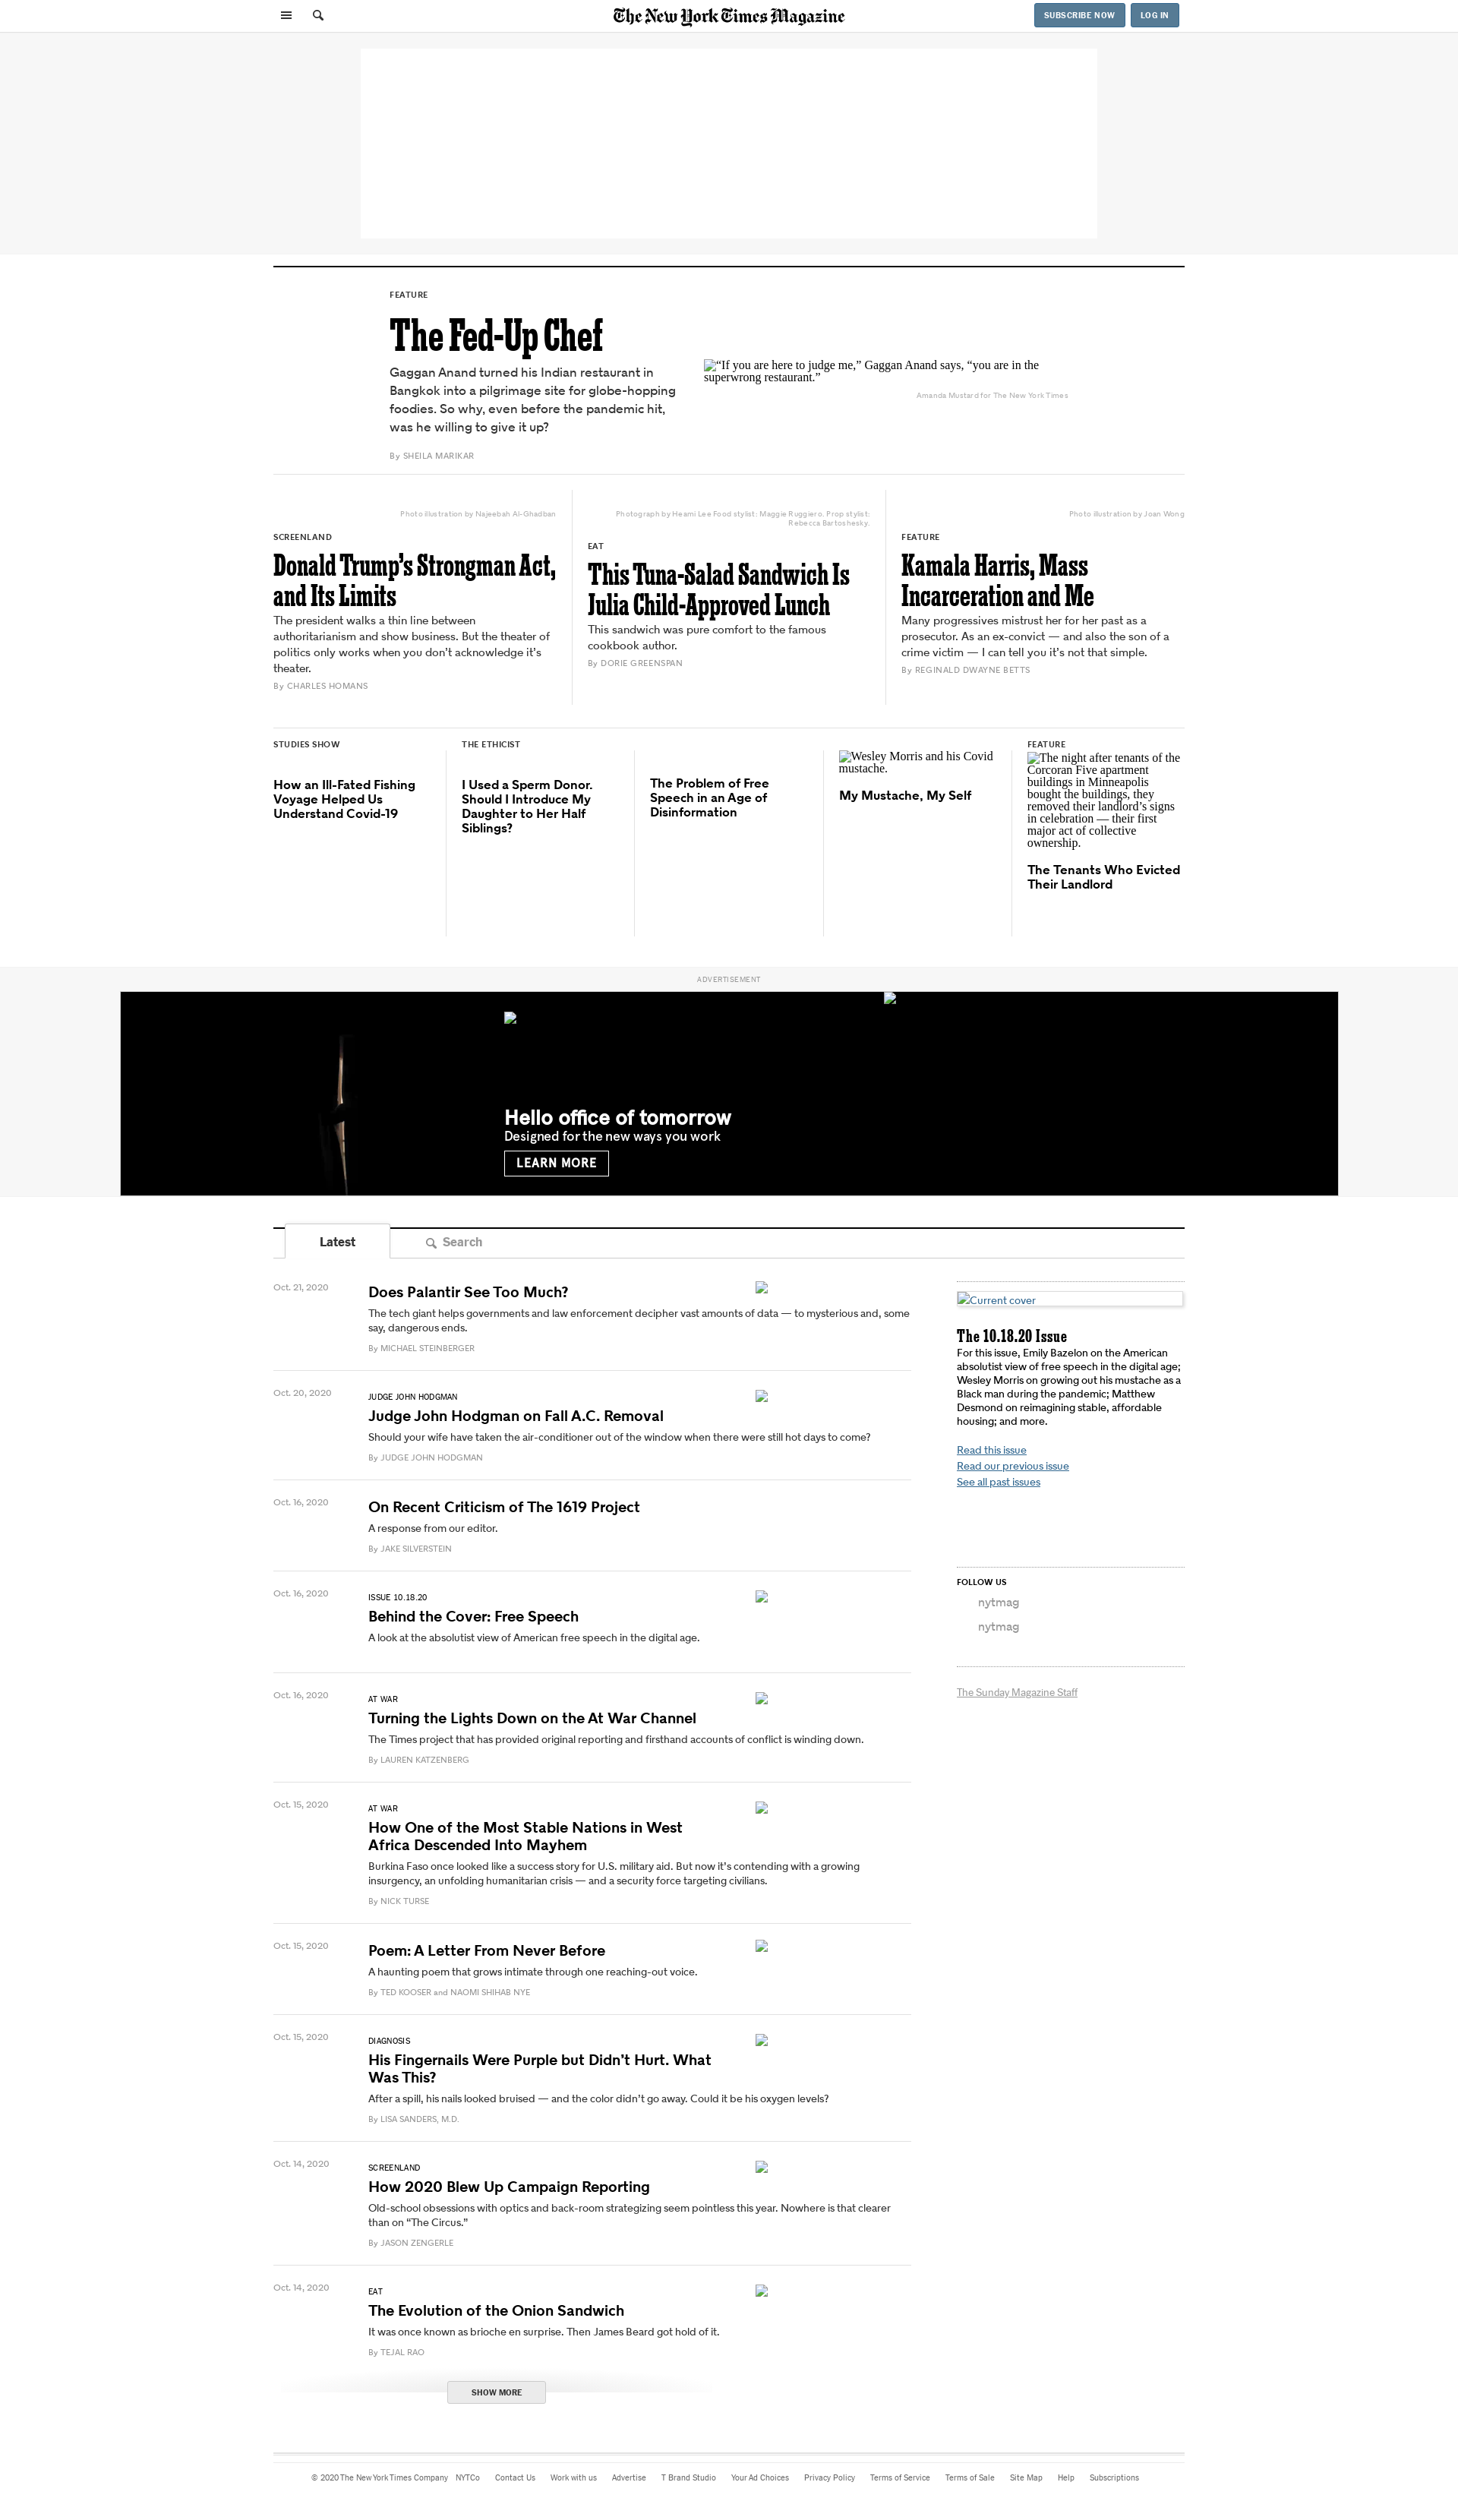 The New York Times Magazine
SUBSCRIBE NOW
LOG IN
FEATURE
The Fed-Up Chef
Gaggan Anand turned his Indian restaurant in
Bangkok into a pilgrimage site for globe-hopping
foodies. So why, even before the pandemic hit,
was he willing to give it up?
By SHEILA MARIKAR
“If you are here to judge me,” Gaggan Anand says, “you are in the
superwrong restaurant.”
Amanda Mustard for The New York Times
Photo illustration by Najeebah Al-Ghadban
SCREENLAND
Donald Trump’s Strongman Act,
and Its Limits
The president walks a thin line between
authoritarianism and show business. But the theater of
politics only works when you don’t acknowledge it’s
theater.
By CHARLES HOMANS
Photograph by Heami Lee Food stylist: Maggie Ruggiero. Prop stylist:
Rebecca Bartoshesky.
EAT
This Tuna-Salad Sandwich Is
Julia Child-Approved Lunch
This sandwich was pure comfort to the famous
cookbook author.
By DORIE GREENSPAN
Photo illustration by Joan Wong
FEATURE
Kamala Harris, Mass
Incarceration and Me
Many progressives mistrust her for her past as a
prosecutor. As an ex-convict — and also the son of a
crime victim — I can tell you it’s not that simple.
By REGINALD DWAYNE BETTS
STUDIES SHOW
How an Ill-Fated Fishing
Voyage Helped Us
Understand Covid-19
THE ETHICIST
I Used a Sperm Donor.
Should I Introduce My
Daughter to Her Half
Siblings?
The Problem of Free
Speech in an Age of
Disinformation
Wesley Morris and his Covid
mustache.
My Mustache, My Self
FEATURE
The night after tenants of the
Corcoran Five apartment
buildings in Minneapolis
bought the buildings, they
removed their landlord’s signs
in celebration — their first
major act of collective
ownership.
The Tenants Who Evicted
Their Landlord
ADVERTISEMENT
Hello office of tomorrow
Designed for the new ways you work
LEARN MORE
Latest
Search
Oct. 21, 2020
Does Palantir See Too Much?
The tech giant helps governments and law enforcement decipher vast amounts of data — to mysterious and, some
say, dangerous ends.
By MICHAEL STEINBERGER
Oct. 20, 2020
JUDGE JOHN HODGMAN
Judge John Hodgman on Fall A.C. Removal
Should your wife have taken the air-conditioner out of the window when there were still hot days to come?
By JUDGE JOHN HODGMAN
Oct. 16, 2020
On Recent Criticism of The 1619 Project
A response from our editor.
By JAKE SILVERSTEIN
Oct. 16, 2020
ISSUE 10.18.20
Behind the Cover: Free Speech
A look at the absolutist view of American free speech in the digital age.
Oct. 16, 2020
AT WAR
Turning the Lights Down on the At War Channel
The Times project that has provided original reporting and firsthand accounts of conflict is winding down.
By LAUREN KATZENBERG
Oct. 15, 2020
AT WAR
How One of the Most Stable Nations in West
Africa Descended Into Mayhem
Burkina Faso once looked like a success story for U.S. military aid. But now it’s contending with a growing
insurgency, an unfolding humanitarian crisis — and a security force targeting civilians.
By NICK TURSE
Oct. 15, 2020
Poem: A Letter From Never Before
A haunting poem that grows intimate through one reaching-out voice.
By TED KOOSER and NAOMI SHIHAB NYE
Oct. 15, 2020
DIAGNOSIS
His Fingernails Were Purple but Didn’t Hurt. What
Was This?
After a spill, his nails looked bruised — and the color didn’t go away. Could it be his oxygen levels?
By LISA SANDERS, M.D.
Oct. 14, 2020
SCREENLAND
How 2020 Blew Up Campaign Reporting
Old-school obsessions with optics and back-room strategizing seem pointless this year. Nowhere is that clearer
than on “The Circus.”
By JASON ZENGERLE
Oct. 14, 2020
EAT
The Evolution of the Onion Sandwich
It was once known as brioche en surprise. Then James Beard got hold of it.
By TEJAL RAO
SHOW MORE
Current cover
The 10.18.20 Issue
For this issue, Emily Bazelon on the American
absolutist view of free speech in the digital age;
Wesley Morris on growing out his mustache as a
Black man during the pandemic; Matthew
Desmond on reimagining stable, affordable
housing; and more.
Read this issue
Read our previous issue
See all past issues
FOLLOW US
nytmag
nytmag
The Sunday Magazine Staff
© 2020 The New York Times Company NYTCo Contact Us Work with us Advertise T Brand Studio Your Ad Choices Privacy Policy Terms of Service Terms of Sale Site Map Help Subscriptions